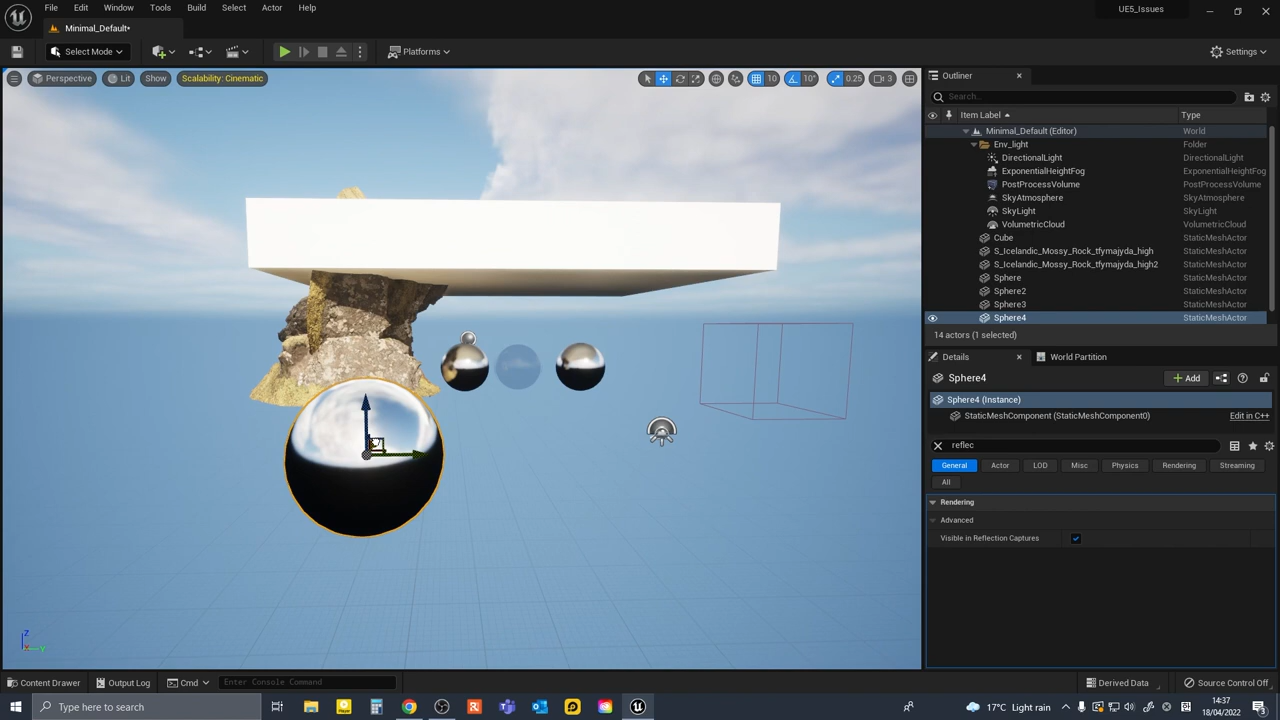 File Edit Window Tools Build Select Actor Help
UE5_Issues
Minimal_Default*
Select Mode
Platforms
Settings
Perspective Lit Show Scalability: Cinematic
10 10° 0.25 3
Outliner
Search...
Item Label Type
Minimal_Default (Editor) World
Env_light Folder
DirectionalLight DirectionalLight
ExponentialHeightFog ExponentialHeightFog
PostProcessVolume PostProcessVolume
SkyAtmosphere SkyAtmosphere
SkyLight SkyLight
VolumetricCloud VolumetricCloud
Cube StaticMeshActor
S_Icelandic_Mossy_Rock_tfymajyda_high StaticMeshActor
S_Icelandic_Mossy_Rock_tfymajyda_high2 StaticMeshActor
Sphere StaticMeshActor
Sphere2 StaticMeshActor
Sphere3 StaticMeshActor
Sphere4 StaticMeshActor
14 actors (1 selected)
Details World Partition
Sphere4
Add
Sphere4 (Instance)
StaticMeshComponent (StaticMeshComponent0) Edit in C++
reflec
General Actor LOD Misc Physics Rendering Streaming
All
Rendering
Advanced
Visible in Reflection Captures
Z
Y
Content Drawer Output Log Cmd Enter Console Command
Derived Data Source Control Off
Type here to search
17°C Light rain
14:37
18/04/2022